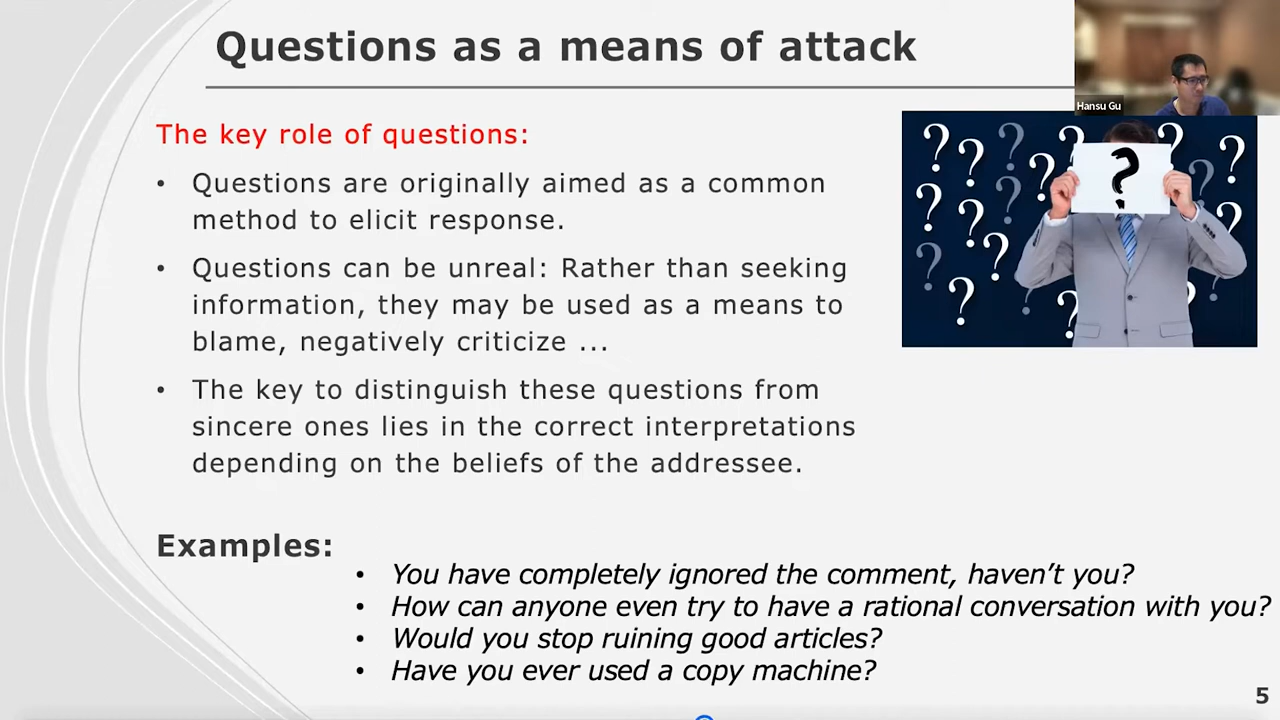 Questions as a means of attack
Hansu Gu
The key role of questions:
• Questions are originally aimed as a common
method to elicit response.
• Questions can be unreal: Rather than seeking
information, they may be used as a means to
blame, negatively criticize ...
• The key to distinguish these questions from
sincere ones lies in the correct interpretations
depending on the beliefs of the addressee.
Examples:
• You have completely ignored the comment, haven’t you?
• How can anyone even try to have a rational conversation with you?
• Would you stop ruining good articles?
• Have you ever used a copy machine?
5